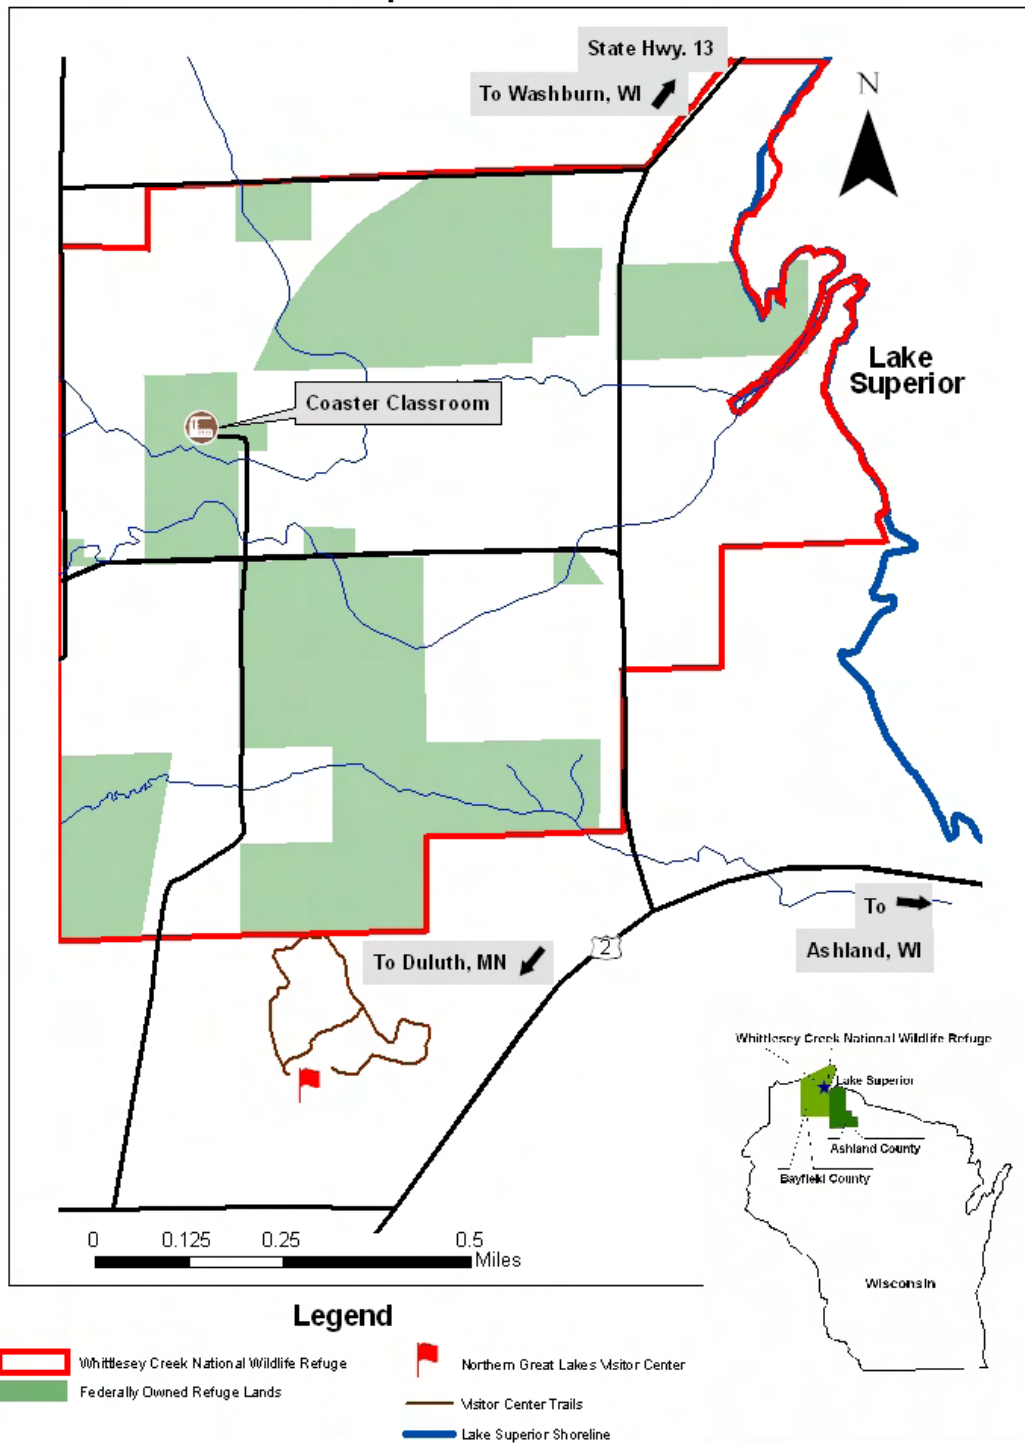 State Hwy. 13
To Washburn, WI
N
Lake
Superior
Coaster Classroom
To
Ashland, WI
To Duluth, MN
2
Whittlesey Creek National Wildlife Refuge
Lake Superior
Ashland County
Bayfield County
Wisconsin
0 0.125 0.25 0.5
Miles
Legend
Whittlesey Creek National Wildlife Refuge
Northern Great Lakes Visitor Center
Federally Owned Refuge Lands
Visitor Center Trails
Lake Superior Shoreline